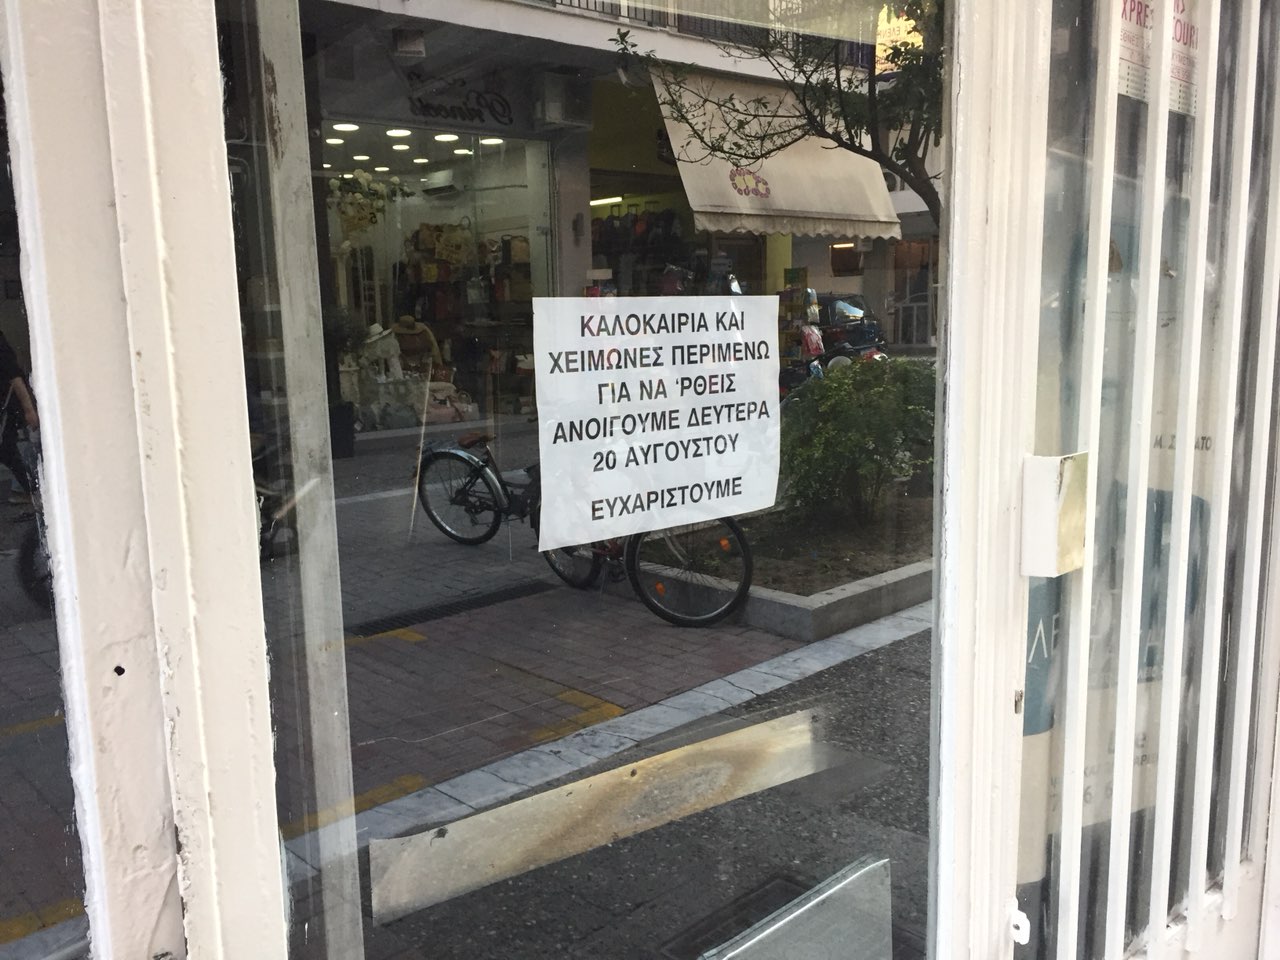 ΚΑΛΟΚΑΙΡΙΑ ΚΑΙ
ΧΕΙΜΩΝΕΣ ΠΕΡΙΜΕΝΩ
ΓΙΑ ΝΑ ‘ΡΘΕΙΣ
ΑΝΟΙΓΟΥΜΕ ΔΕΥΤΕΡΑ
20 ΑΥΓΟΥΣΤΟΥ
ΕΥΧΑΡΙΣΤΟΥΜΕ